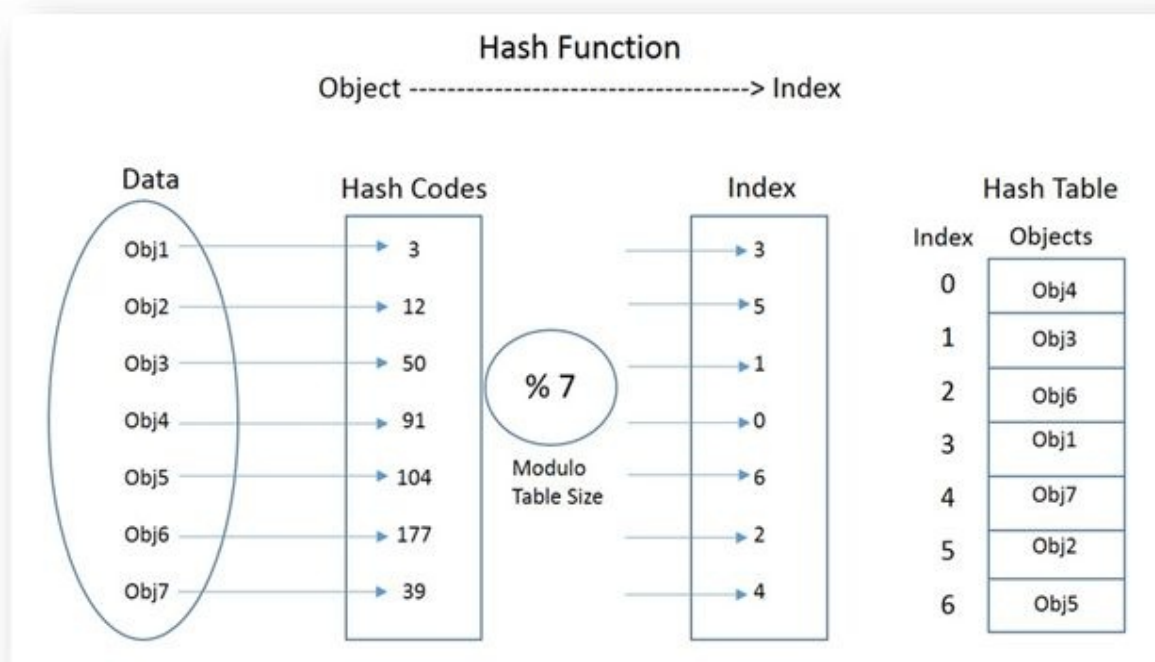 Hash Function
Object -----------------------------------> Index
Data
Hash Codes
Index
Hash Table
Index Objects
Obj1 3 3
Obj2 12 5
Obj3 50 1
Obj4 91 0
Obj5 104 6
Obj6 177 2
Obj7 39 4
% 7
Modulo
Table Size
0 Obj4
1 Obj3
2 Obj6
3 Obj1
4 Obj7
5 Obj2
6 Obj5